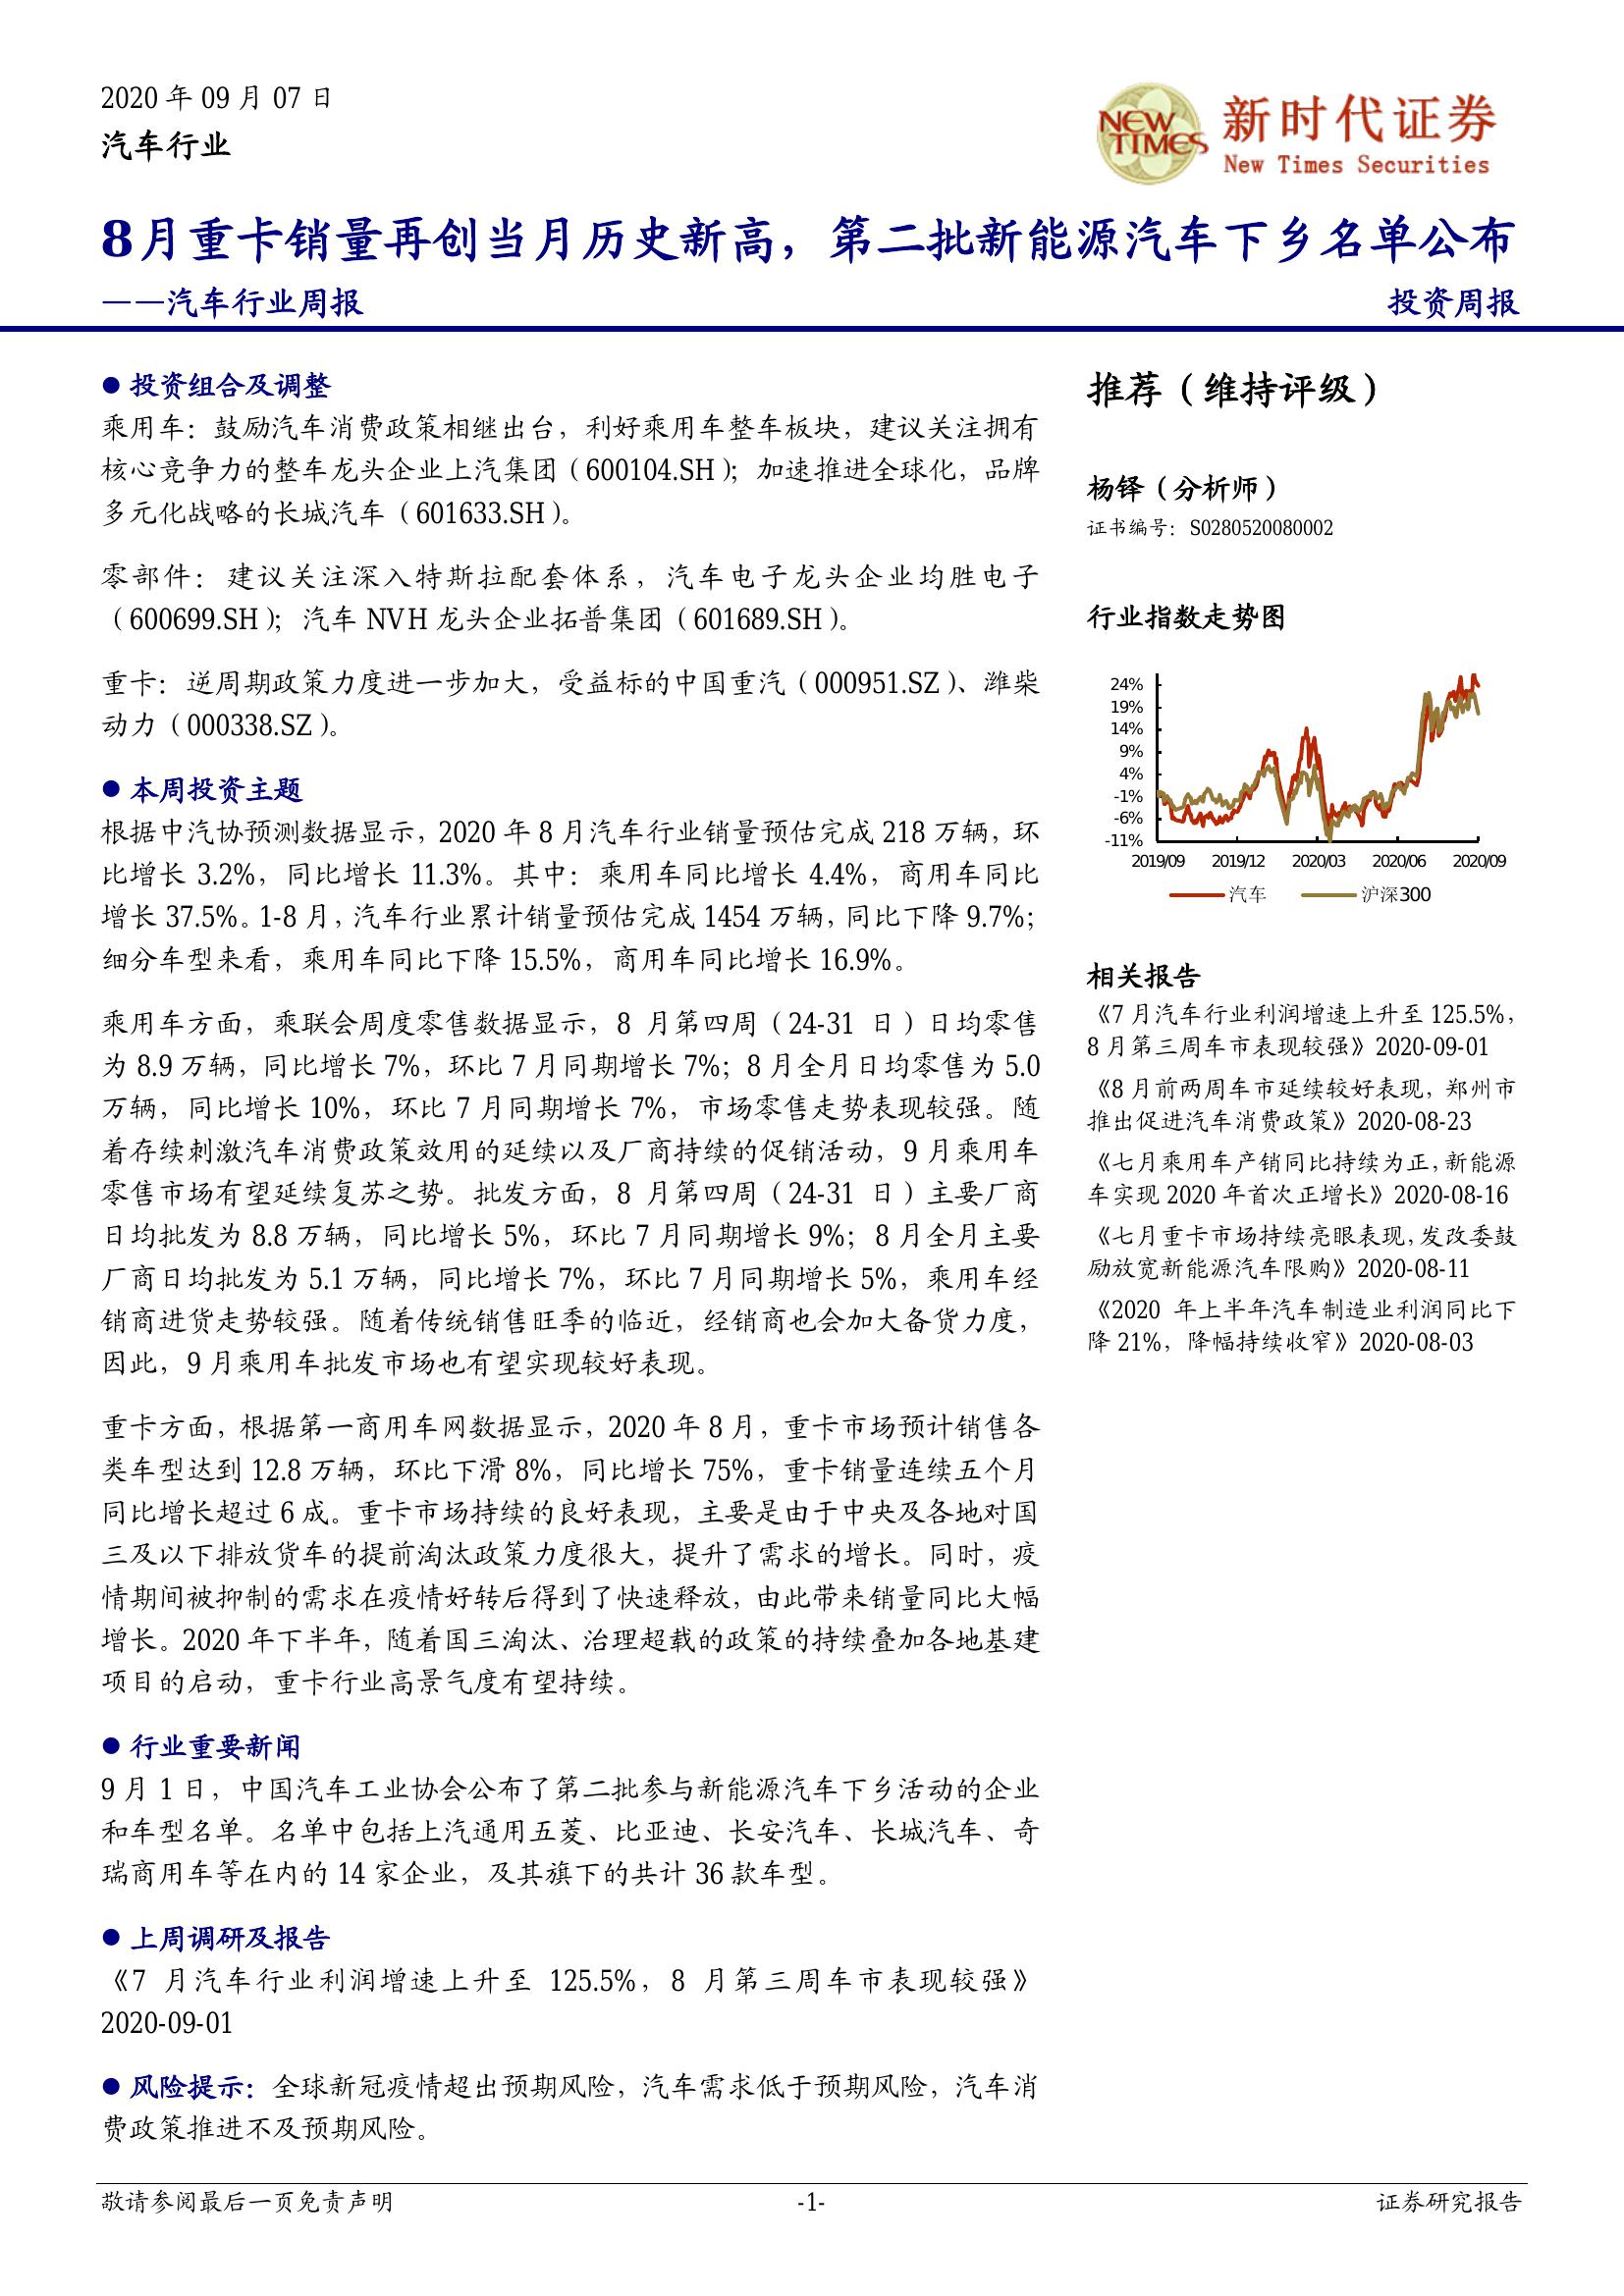 2020 年 09 月 07 日
汽车行业
NEW TIMES
新时代证券
New Times Securities
8月重卡销量再创当月历史新高，第二批新能源汽车下乡名单公布
——汽车行业周报
投资周报
● 投资组合及调整
乘用车：鼓励汽车消费政策相继出台，利好乘用车整车板块，建议关注拥有
核心竞争力的整车龙头企业上汽集团（600104.SH）；加速推进全球化，品牌
多元化战略的长城汽车（601633.SH）。
零部件：建议关注深入特斯拉配套体系，汽车电子龙头企业均胜电子
（600699.SH）；汽车 NVH 龙头企业拓普集团（601689.SH）。
重卡：逆周期政策力度进一步加大，受益标的中国重汽（000951.SZ）、潍柴
动力（000338.SZ）。
● 本周投资主题
根据中汽协预测数据显示，2020 年 8 月汽车行业销量预估完成 218 万辆，环
比增长 3.2%，同比增长 11.3%。其中：乘用车同比增长 4.4%，商用车同比
增长 37.5%。1-8 月，汽车行业累计销量预估完成 1454 万辆，同比下降 9.7%；
细分车型来看，乘用车同比下降 15.5%，商用车同比增长 16.9%。
乘用车方面，乘联会周度零售数据显示，8 月第四周（24-31 日）日均零售
为 8.9 万辆，同比增长 7%，环比 7 月同期增长 7%；8 月全月日均零售为 5.0
万辆，同比增长 10%，环比 7 月同期增长 7%，市场零售走势表现较强。随
着存续刺激汽车消费政策效用的延续以及厂商持续的促销活动，9 月乘用车
零售市场有望延续复苏之势。批发方面，8 月第四周（24-31 日）主要厂商
日均批发为 8.8 万辆，同比增长 5%，环比 7 月同期增长 9%；8 月全月主要
厂商日均批发为 5.1 万辆，同比增长 7%，环比 7 月同期增长 5%，乘用车经
销商进货走势较强。随着传统销售旺季的临近，经销商也会加大备货力度，
因此，9 月乘用车批发市场也有望实现较好表现。
重卡方面，根据第一商用车网数据显示，2020 年 8 月，重卡市场预计销售各
类车型达到 12.8 万辆，环比下滑 8%，同比增长 75%，重卡销量连续五个月
同比增长超过 6 成。重卡市场持续的良好表现，主要是由于中央及各地对国
三及以下排放货车的提前淘汰政策力度很大，提升了需求的增长。同时，疫
情期间被抑制的需求在疫情好转后得到了快速释放，由此带来销量同比大幅
增长。2020 年下半年，随着国三淘汰、治理超载的政策的持续叠加各地基建
项目的启动，重卡行业高景气度有望持续。
● 行业重要新闻
9 月 1 日，中国汽车工业协会公布了第二批参与新能源汽车下乡活动的企业
和车型名单。名单中包括上汽通用五菱、比亚迪、长安汽车、长城汽车、奇
瑞商用车等在内的 14 家企业，及其旗下的共计 36 款车型。
● 上周调研及报告
《7 月汽车行业利润增速上升至 125.5%，8 月第三周车市表现较强》
2020-09-01
● 风险提示：全球新冠疫情超出预期风险，汽车需求低于预期风险，汽车消
费政策推进不及预期风险。
推荐（维持评级）
杨铎（分析师）
证书编号：S0280520080002
行业指数走势图
24%
19%
14%
9%
4%
-1%
-6%
-11%
2019/09 2019/12 2020/03 2020/06 2020/09
汽车 沪深300
相关报告
《7 月汽车行业利润增速上升至 125.5%，
8 月第三周车市表现较强》2020-09-01
《8 月前两周车市延续较好表现，郑州市
推出促进汽车消费政策》2020-08-23
《七月乘用车产销同比持续为正，新能源
车实现 2020 年首次正增长》2020-08-16
《七月重卡市场持续亮眼表现，发改委鼓
励放宽新能源汽车限购》2020-08-11
《2020 年上半年汽车制造业利润同比下
降 21%，降幅持续收窄》2020-08-03
敬请参阅最后一页免责声明
-1-
证券研究报告